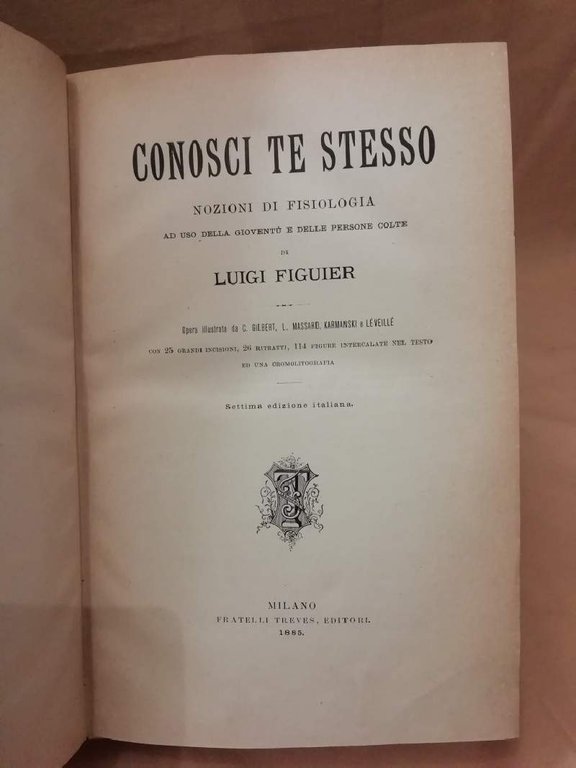 CONOSCI TE STESSO
NOZIONI DI FISIOLOGIA
AD USO DELLA GIOVENTÙ E DELLE PERSONE COLTE
DI
LUIGI FIGUIER
Opera illustrata da C. GILBERT, L. MASSARD, KARMANSKI e LÉVEILLÉ
CON 25 GRANDI INCISIONI, 26 RITRATTI, 114 FIGURE INTERCALATE NEL TESTO
ED UNA CROMOLITOGRAFIA
Settima edizione italiana.
MILANO
FRATELLI TREVES, EDITORI.
1885.